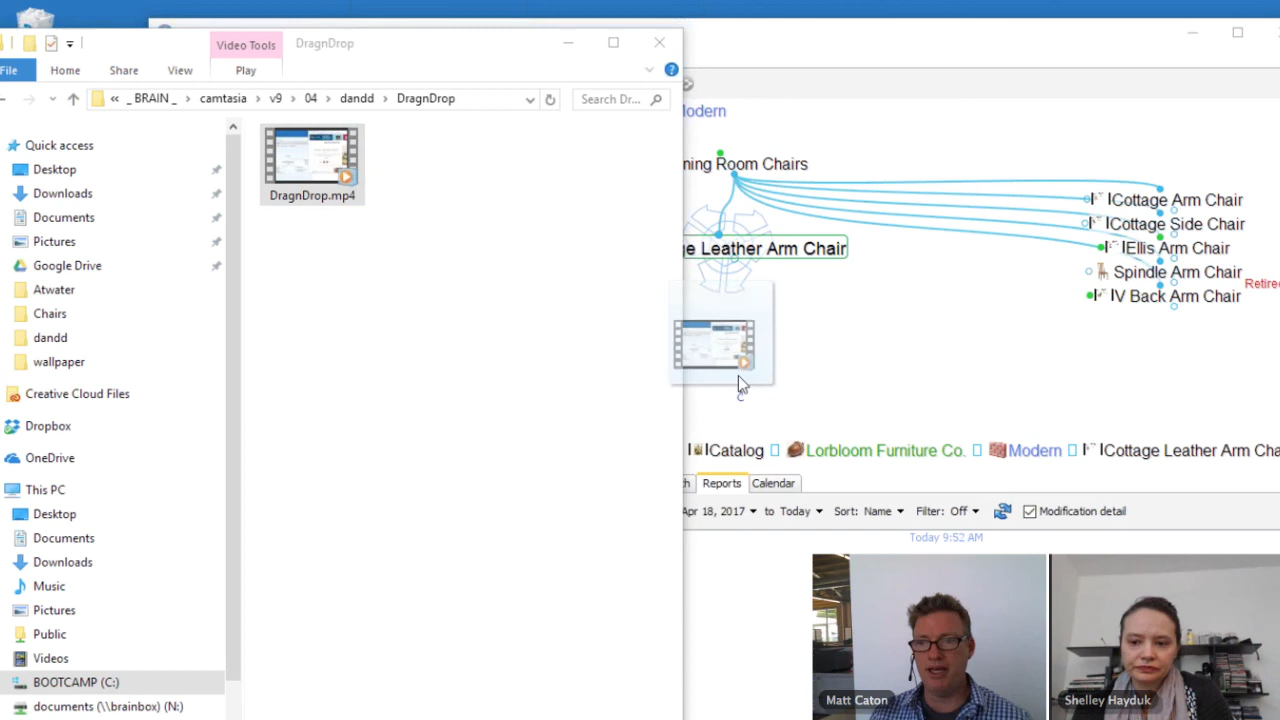 Video Tools
DragnDrop
File
Home
Share
View
Play
« _BRAIN_ › camtasia › v9 › 04 › dandd › DragnDrop
Search Dr...
Quick access
Desktop
Downloads
Documents
Pictures
Google Drive
Atwater
Chairs
dandd
wallpaper
Creative Cloud Files
Dropbox
OneDrive
This PC
Desktop
Documents
Downloads
Music
Pictures
Public
Videos
BOOTCAMP (C:)
documents (\\brainbox) (N:)
DragnDrop.mp4
Modern
ning Room Chairs
ge Leather Arm Chair
Cottage Arm Chair
Cottage Side Chair
Ellis Arm Chair
Spindle Arm Chair
Retired
IV Back Arm Chair
Catalog
Lorbloom Furniture Co.
Modern
Cottage Leather Arm Cha
Reports
Calendar
Apr 18, 2017 to Today
Sort: Name
Filter: Off
Modification detail
Today 9:52 AM
Matt Caton
Shelley Hayduk